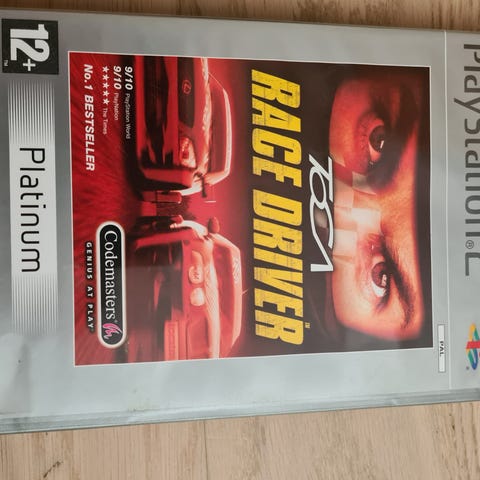 PlayStation®2
PAL
TOCA
RACE DRIVER
9/10 PlayStation World
9/10 PlayNation
★★★★★ The Times
No.1 BESTSELLER
Codemasters
GENIUS AT PLAY
12+
Platinum